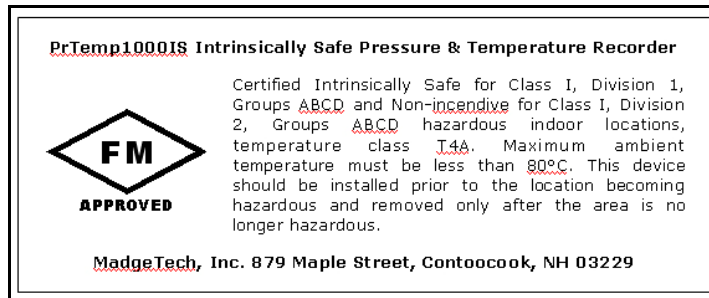 PrTemp1000IS Intrinsically Safe Pressure & Temperature Recorder
Certified Intrinsically Safe for Class I, Division 1,
Groups ABCD and Non-incendive for Class I, Division
2, Groups ABCD hazardous indoor locations,
temperature class T4A. Maximum ambient
temperature must be less than 80°C. This device
should be installed prior to the location becoming
hazardous and removed only after the area is no
longer hazardous.
FM
APPROVED
MadgeTech, Inc. 879 Maple Street, Contoocook, NH 03229